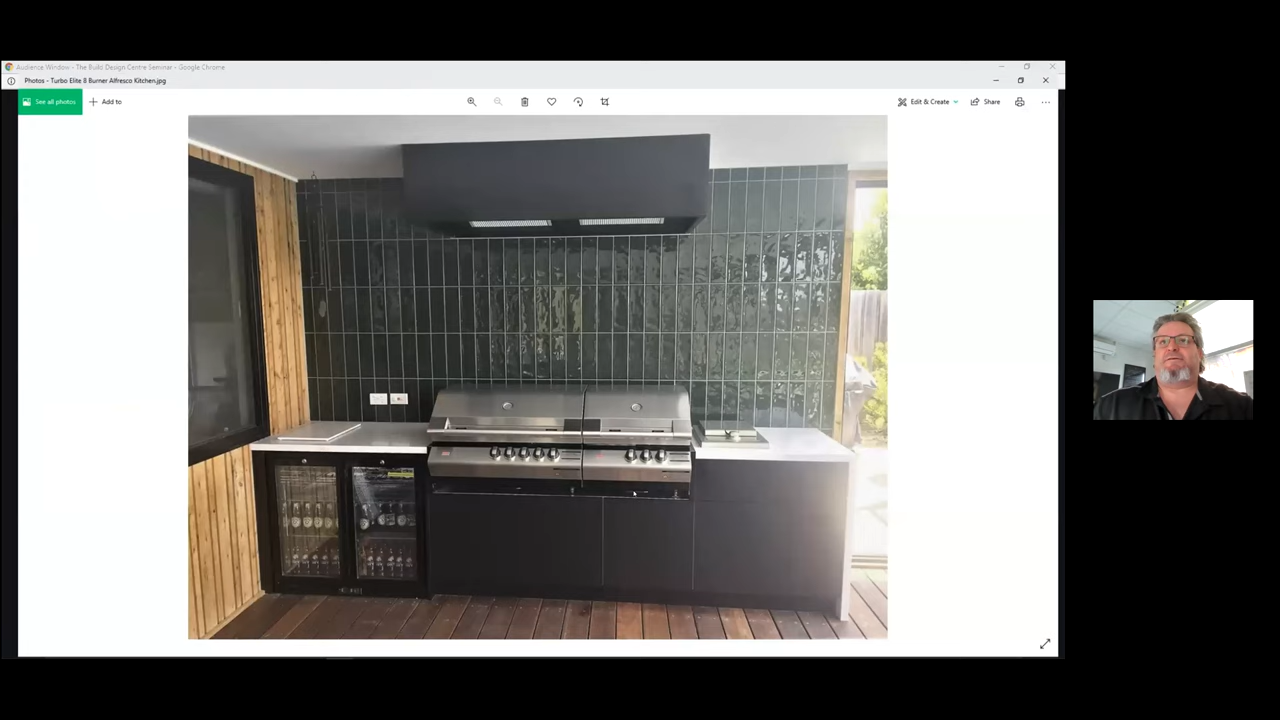 Audience Window - The Build Design Centre Seminar - Google Chrome
Photos - Turbo Elite 8 Burner Alfresco Kitchen.jpg
See all photos
Add to
Edit & Create
Share